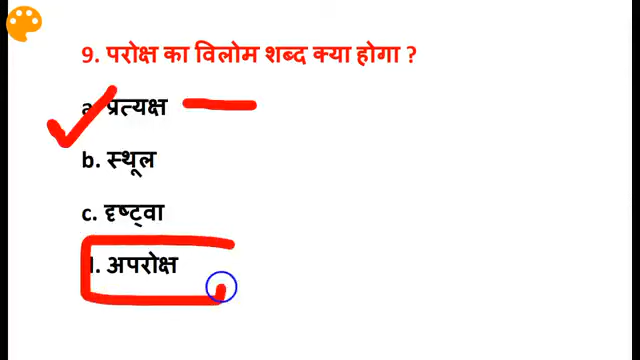 9. परोक्ष का विलोम शब्द क्या होगा ?
a. प्रत्यक्ष
b. स्थूल
c. दृष्ट्वा
d. अपरोक्ष